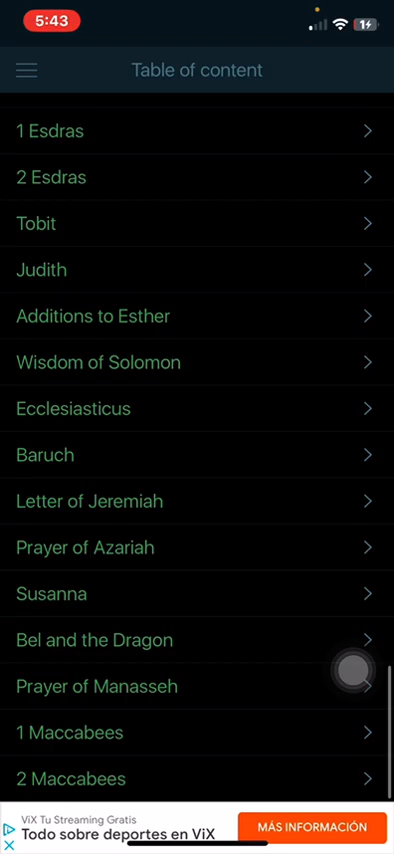 5:43
1
Table of content
1 Esdras
2 Esdras
Tobit
Judith
Additions to Esther
Wisdom of Solomon
Ecclesiasticus
Baruch
Letter of Jeremiah
Prayer of Azariah
Susanna
Bel and the Dragon
Prayer of Manasseh
1 Maccabees
2 Maccabees
ViX Tu Streaming Gratis
Todo sobre deportes en ViX
MÁS INFORMACIÓN